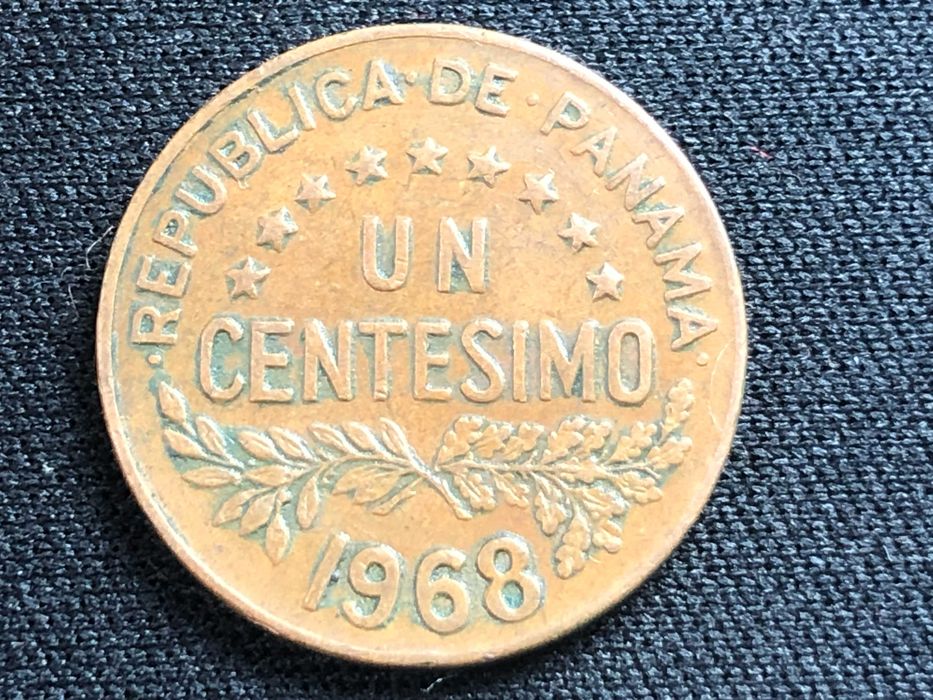 ·REPUBLICA·DE·PANAMA·
UN
CENTESIMO
1968